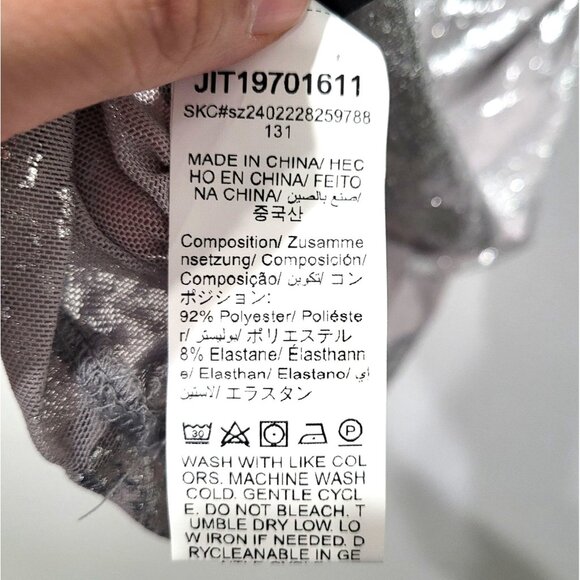 JIT19701611
SKC#sz2402228259788
131
MADE IN CHINA/ HEC
HO EN CHINA/ FEITO
NA CHINA/ صنع بالصين/
중국산
Composition/ Zusamme
nsetzung/ Composición/
Composição/ تكوين/ コン
ポジション:
92% Polyester/ Poliéste
r/ بوليستر/ ポリエステル
8% Elastane/ Élasthann
e/ Elasthan/ Elastano/ اي
لاستين/ エラスタン
30 P
WASH WITH LIKE COL
ORS. MACHINE WASH
COLD. GENTLE CYCL
E. DO NOT BLEACH. T
UMBLE DRY LOW. LO
W IRON IF NEEDED. D
RYCLEANABLE IN GE
NTLE CYCLE